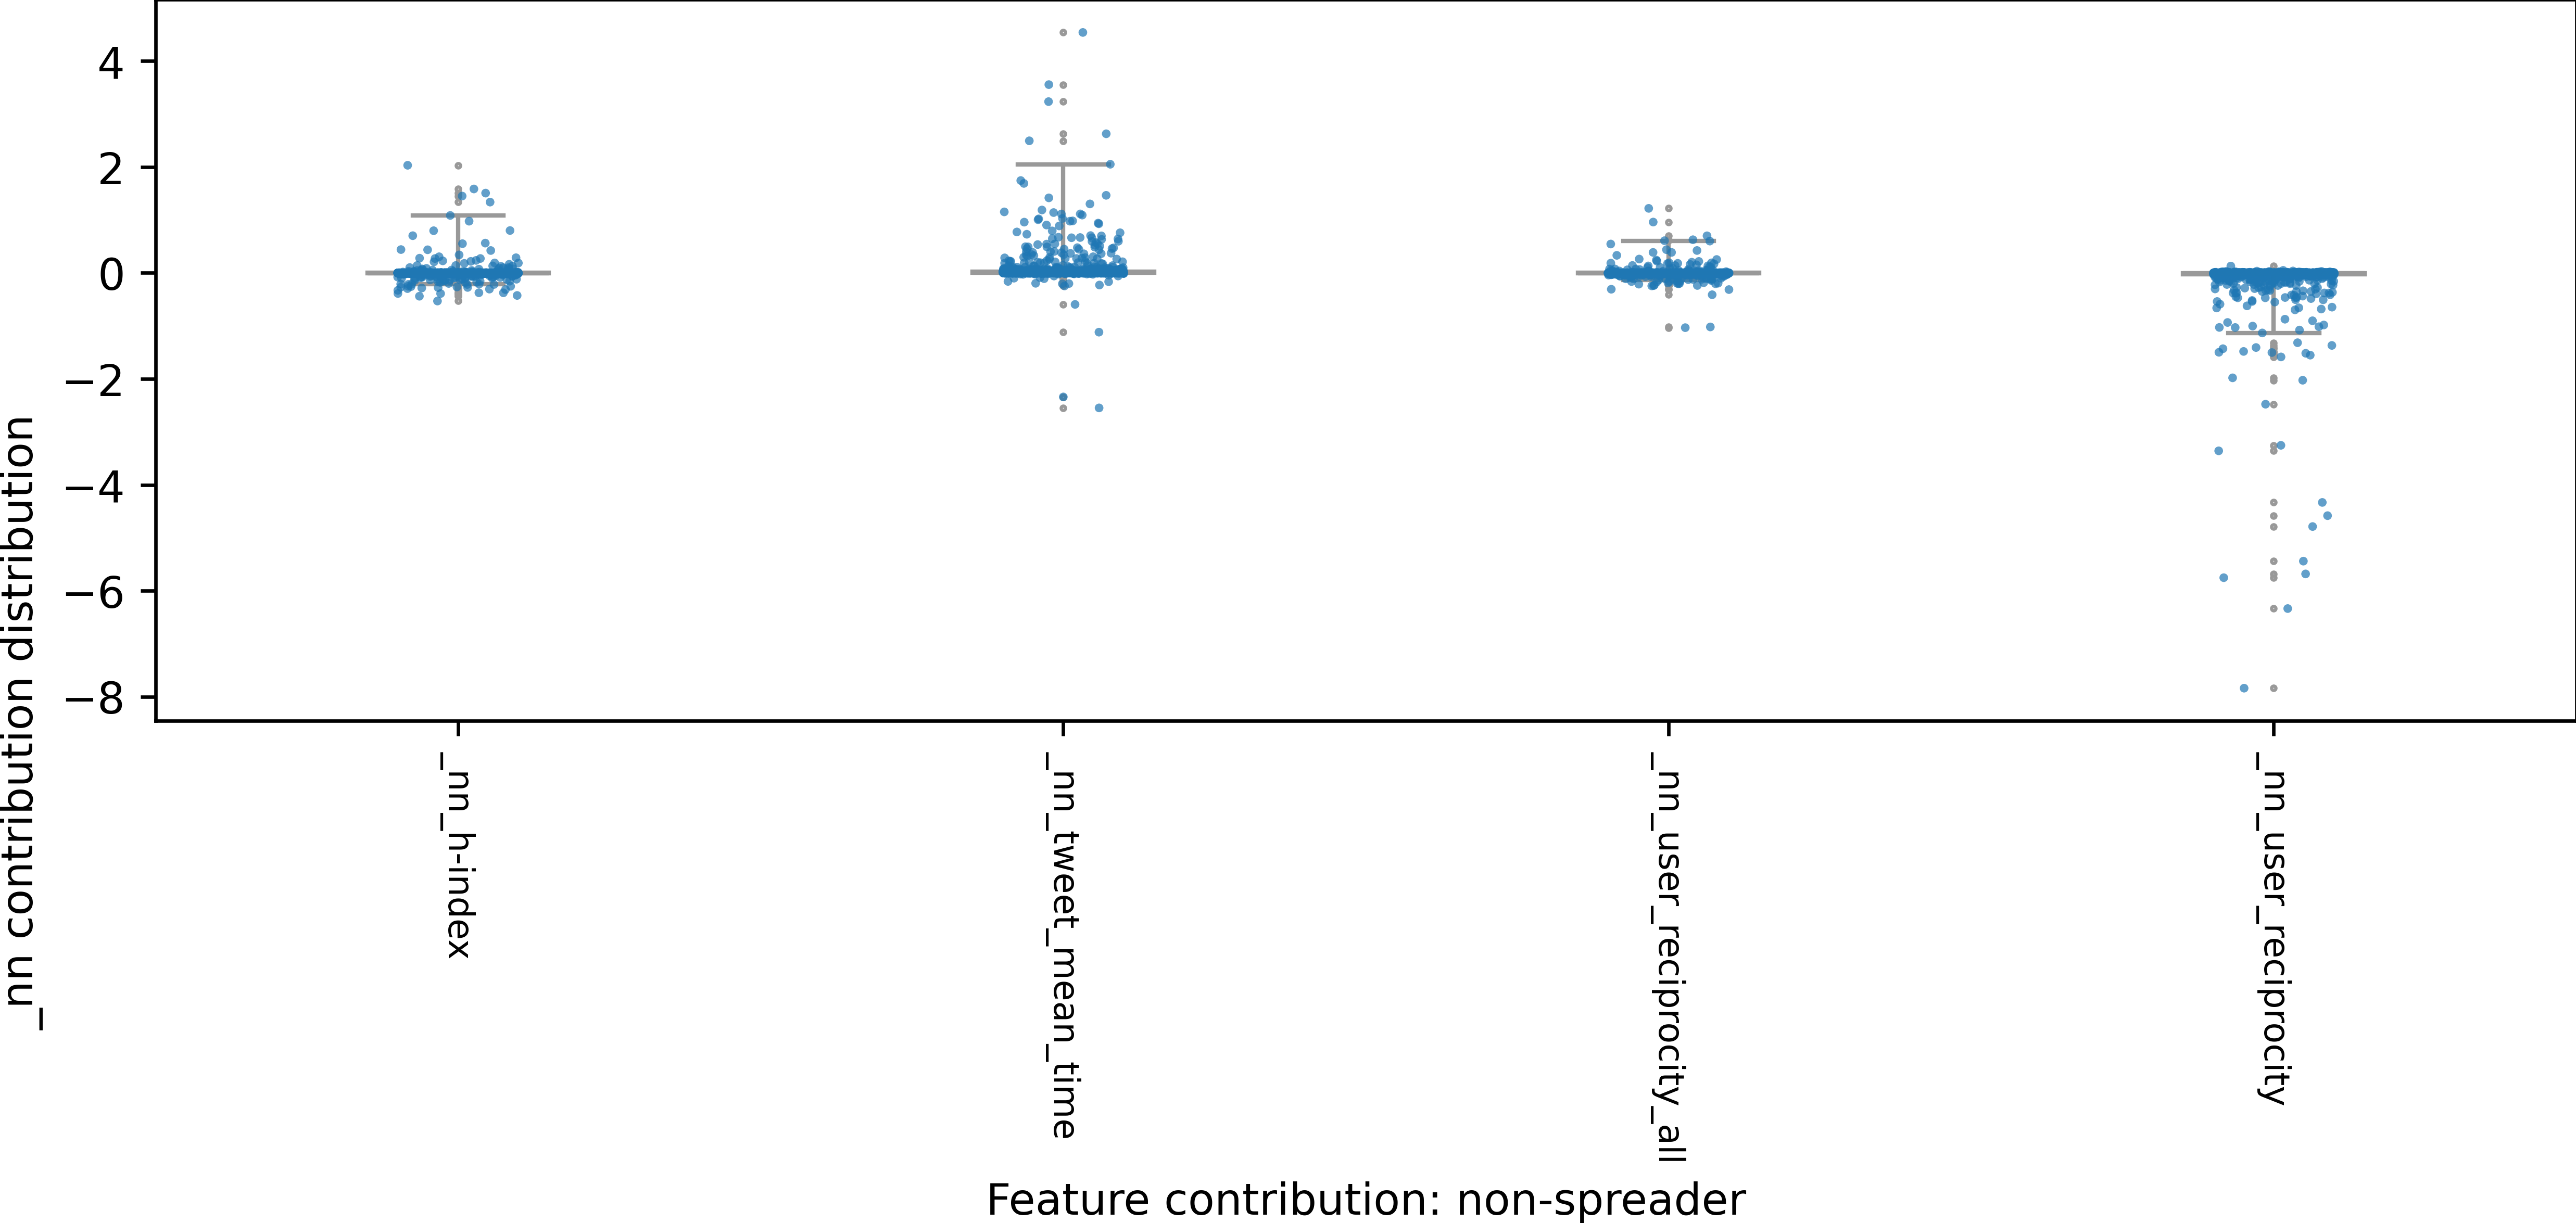 _nn contribution distribution
4
2
0
−2
−4
−6
−8
_nn_h-index
_nn_tweet_mean_time
_nn_user_reciprocity_all
_nn_user_reciprocity
Feature contribution: non-spreader